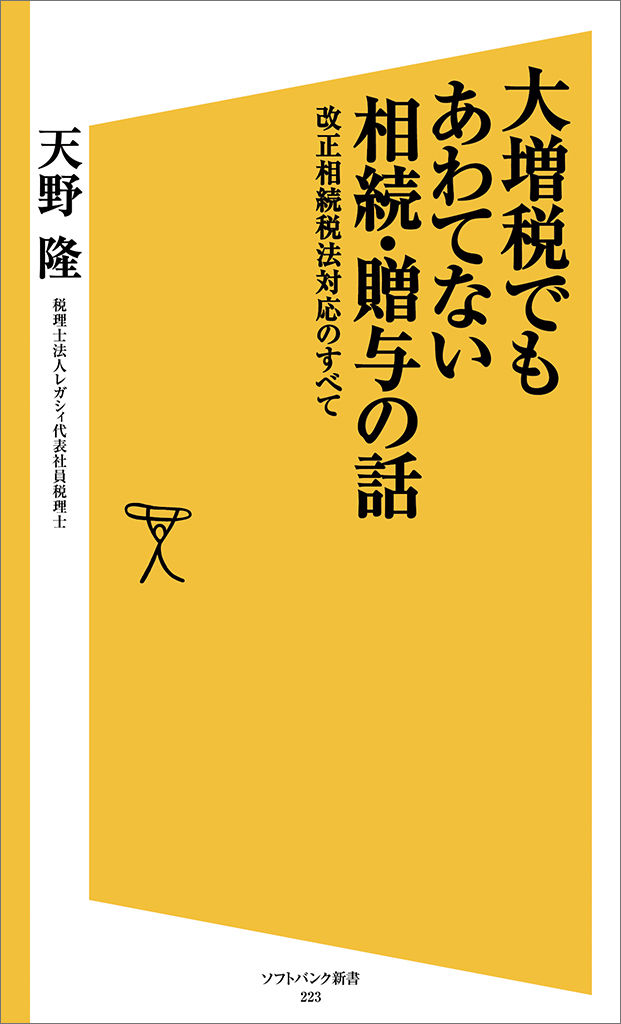 大増税でも
あわてない
相続・贈与の話
改正相続税法対応のすべて
天野 隆
税理士法人レガシィ代表社員税理士
ソフトバンク新書
223